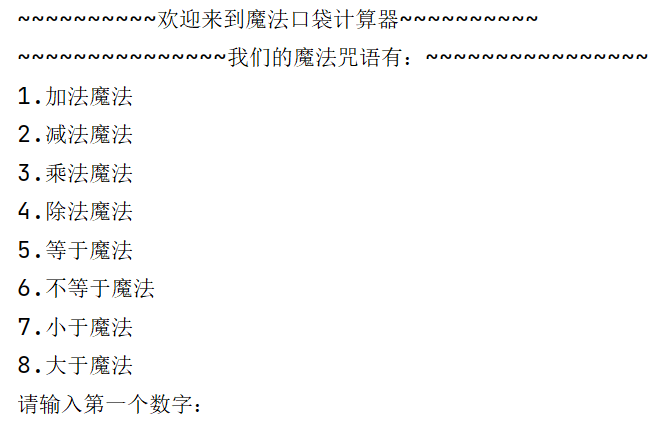 ~~~~~~~~~~欢迎来到魔法口袋计算器~~~~~~~~~~
~~~~~~~~~~~~~~~我们的魔法咒语有：~~~~~~~~~~~~~~~~
1.加法魔法
2.减法魔法
3.乘法魔法
4.除法魔法
5.等于魔法
6.不等于魔法
7.小于魔法
8.大于魔法
请输入第一个数字：